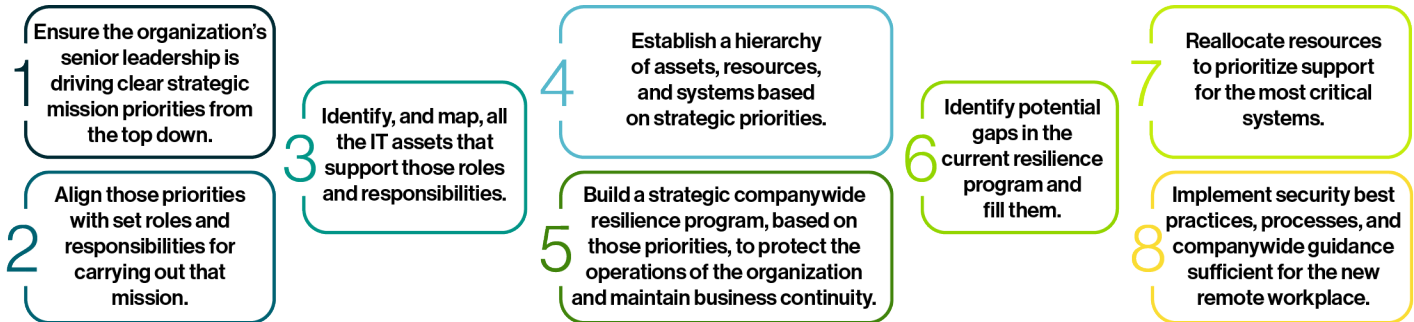 1
Ensure the organization’s
senior leadership is
driving clear strategic
mission priorities from
the top down.
2
Align those priorities
with set roles and
responsibilities for
carrying out that
mission.
3
Identify, and map, all
the IT assets that
support those roles
and responsibilities.
4
Establish a hierarchy
of assets, resources,
and systems based
on strategic priorities.
5
Build a strategic companywide
resilience program, based on
those priorities, to protect the
operations of the organization
and maintain business continuity.
6
Identify potential
gaps in the
current resilience
program and
fill them.
7
Reallocate resources
to prioritize support
for the most critical
systems.
8
Implement security best
practices, processes, and
companywide guidance
sufficient for the new
remote workplace.